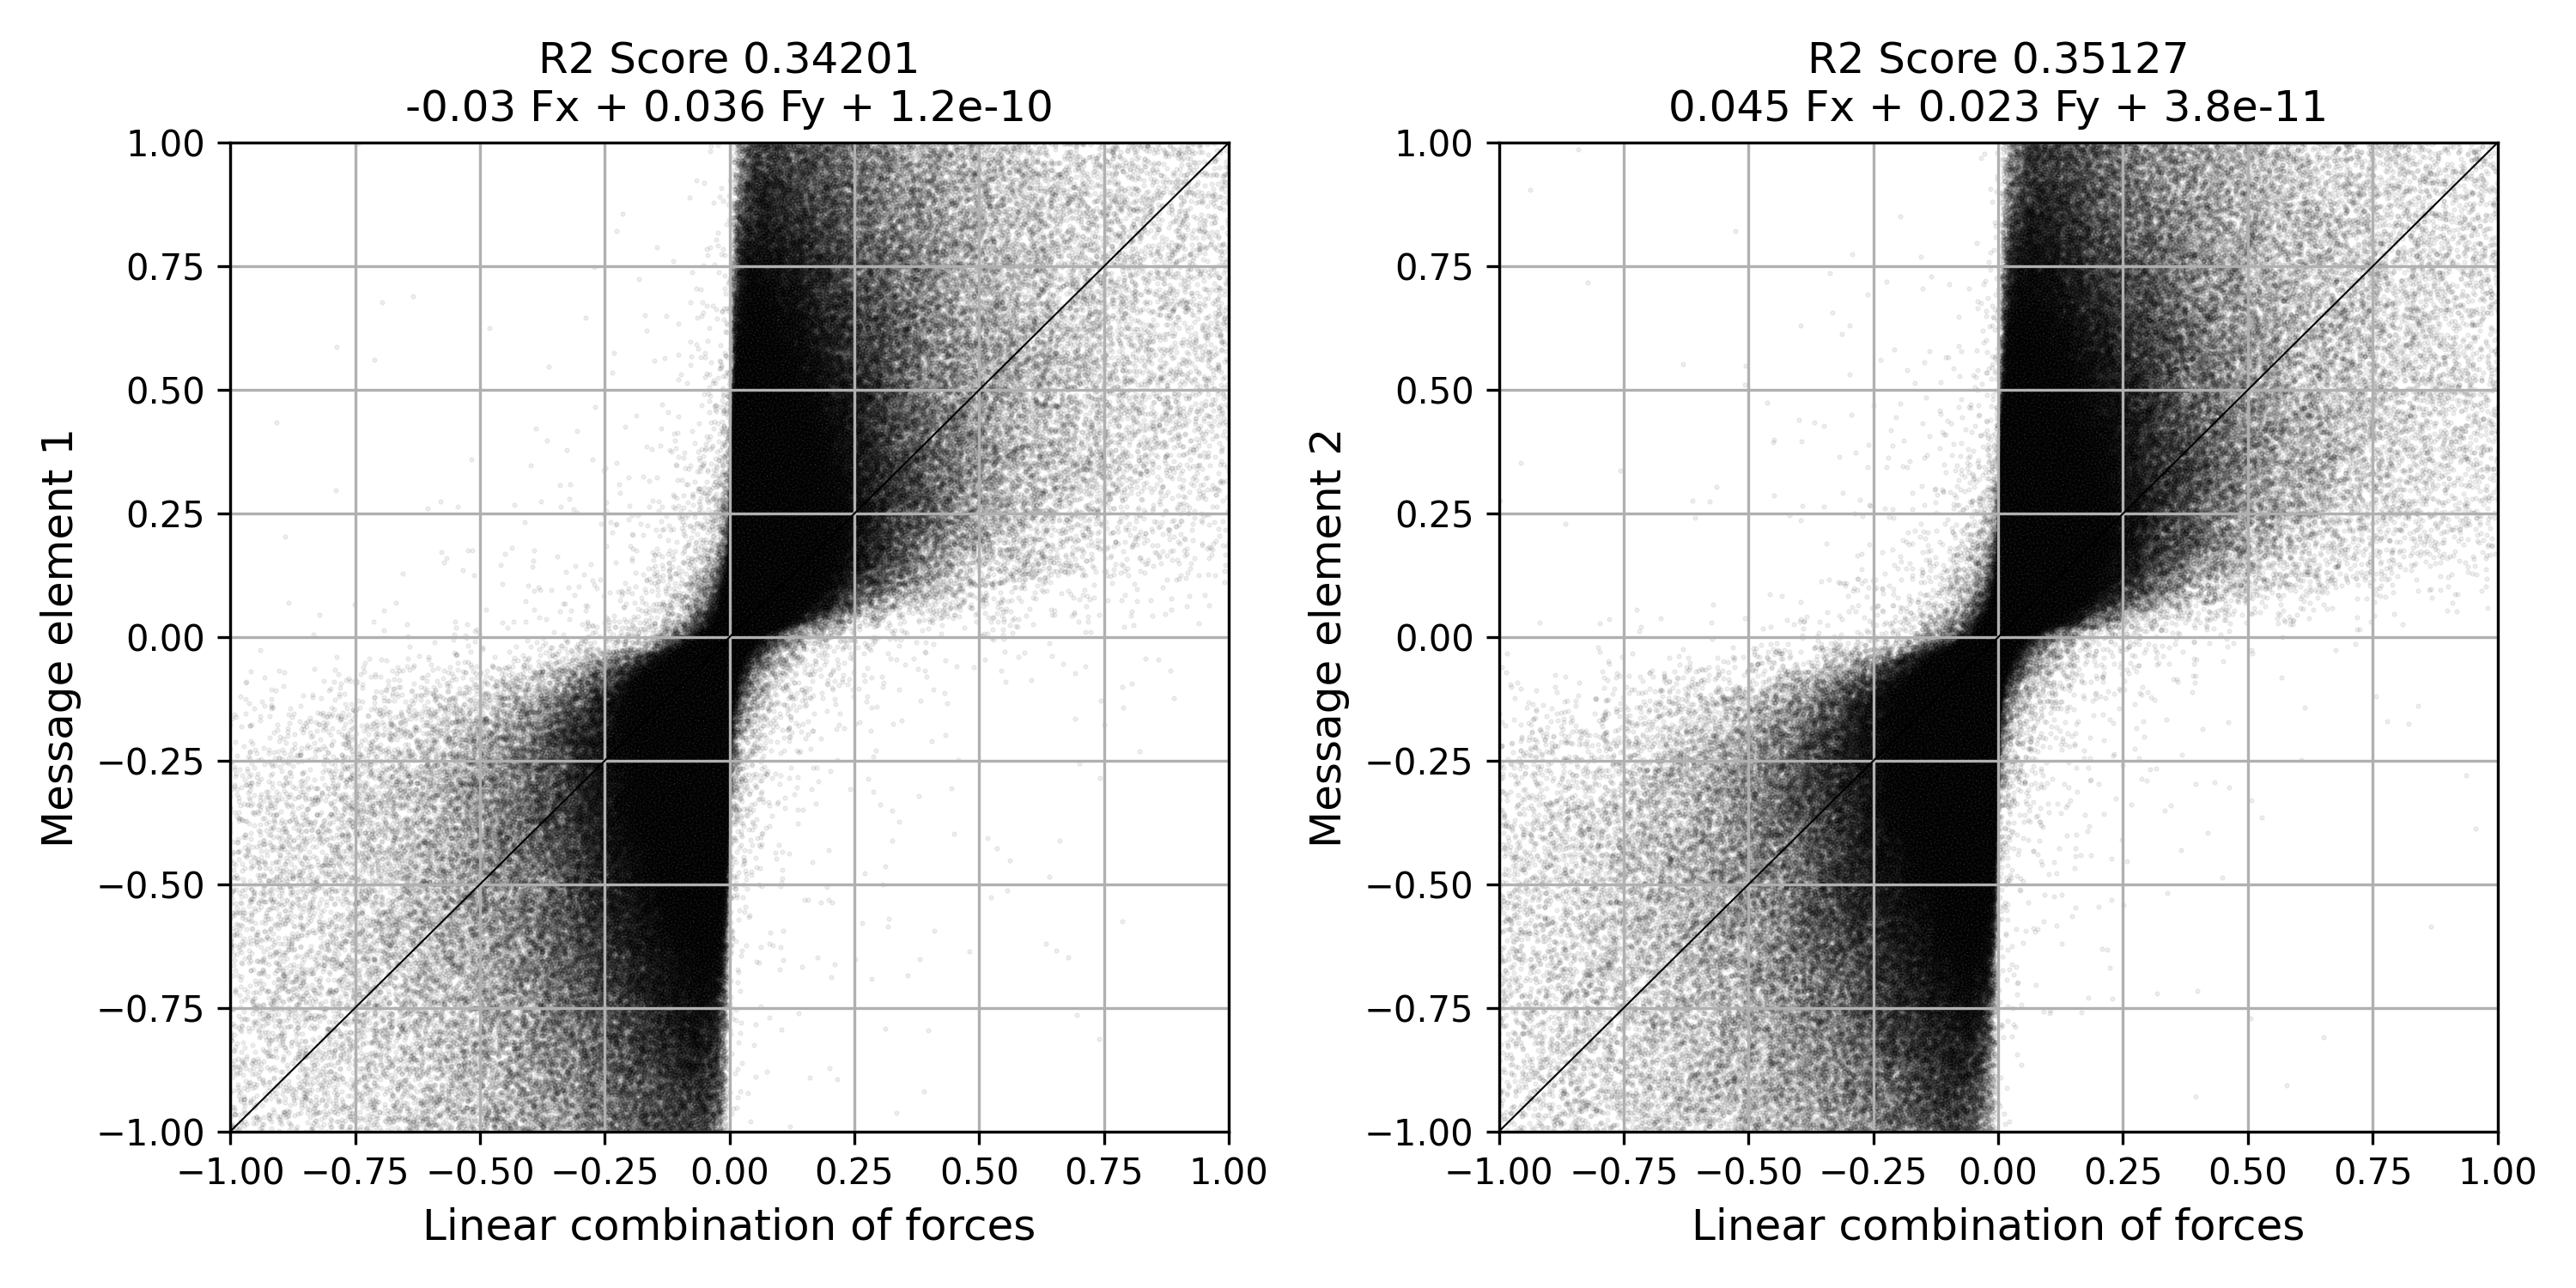 R2 Score 0.34201
-0.03 Fx + 0.036 Fy + 1.2e-10
1.00
0.75
0.50
0.25
0.00
−0.25
−0.50
−0.75
−1.00
Message element 1
−1.00 −0.75 −0.50 −0.25 0.00 0.25 0.50 0.75 1.00
Linear combination of forces
R2 Score 0.35127
0.045 Fx + 0.023 Fy + 3.8e-11
1.00
0.75
0.50
0.25
0.00
−0.25
−0.50
−0.75
−1.00
Message element 2
−1.00 −0.75 −0.50 −0.25 0.00 0.25 0.50 0.75 1.00
Linear combination of forces